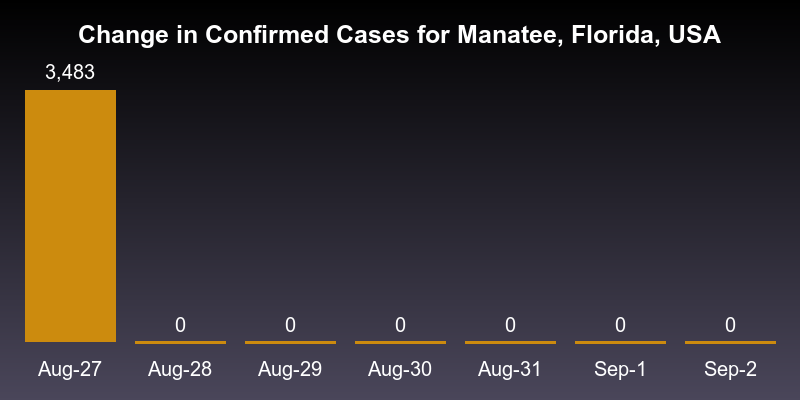 Change in Confirmed Cases for Manatee, Florida, USA
3,483
0 0 0 0 0 0
Aug-27 Aug-28 Aug-29 Aug-30 Aug-31 Sep-1 Sep-2